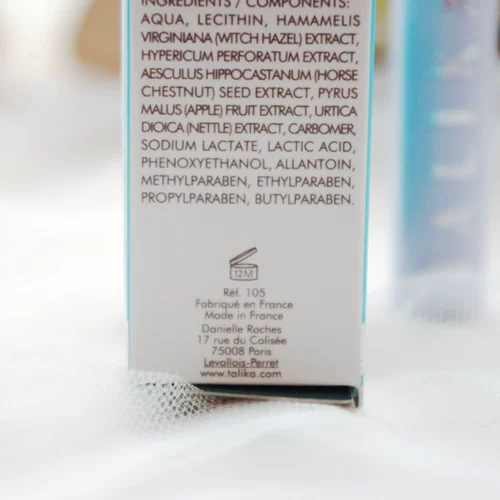 INGREDIENTS / COMPONENTS:
AQUA, LECITHIN, HAMAMELIS
VIRGINIANA (WITCH HAZEL) EXTRACT,
HYPERICUM PERFORATUM EXTRACT,
AESCULUS HIPPOCASTANUM (HORSE
CHESTNUT) SEED EXTRACT, PYRUS
MALUS (APPLE) FRUIT EXTRACT, URTICA
DIOICA (NETTLE) EXTRACT, CARBOMER,
SODIUM LACTATE, LACTIC ACID,
PHENOXYETHANOL, ALLANTOIN,
METHYLPARABEN, ETHYLPARABEN,
PROPYLPARABEN, BUTYLPARABEN.
12M
Réf. 105
Fabriqué en France
Made in France
Danielle Roches
17 rue du Colisée
75008 Paris
Levallois-Perret
www.talika.com
ALIK